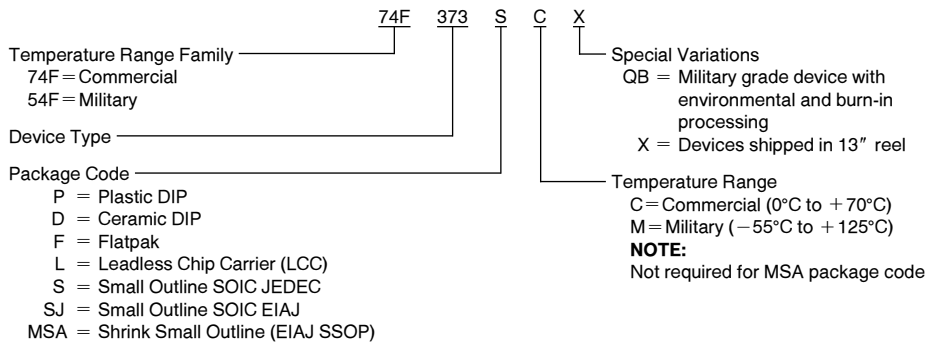 74F 373 S C X
Temperature Range Family
74F = Commercial
54F = Military
Device Type
Package Code
P = Plastic DIP
D = Ceramic DIP
F = Flatpak
L = Leadless Chip Carrier (LCC)
S = Small Outline SOIC JEDEC
SJ = Small Outline SOIC EIAJ
MSA = Shrink Small Outline (EIAJ SSOP)
Special Variations
QB = Military grade device with
environmental and burn-in
processing
X = Devices shipped in 13″ reel
Temperature Range
C = Commercial (0°C to +70°C)
M = Military (−55°C to +125°C)
NOTE:
Not required for MSA package code